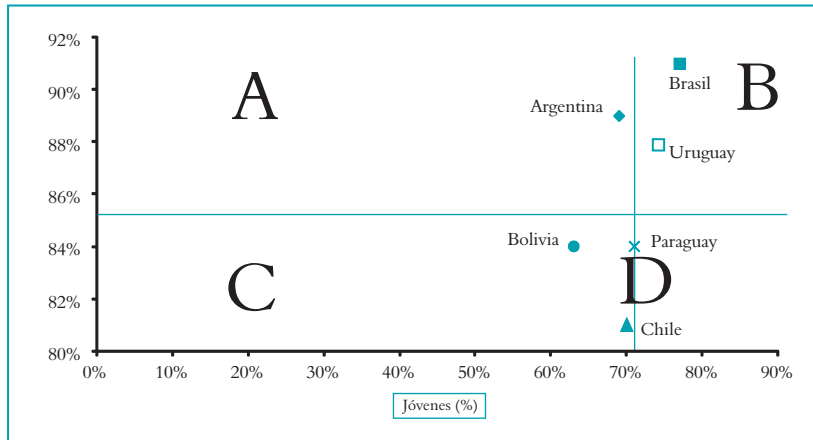 92%
90%
88%
86%
84%
82%
80%
A
B
C
D
Brasil
Argentina
Uruguay
Bolivia
Paraguay
Chile
0% 10% 20% 30% 40% 50% 60% 70% 80% 90%
Jóvenes (%)